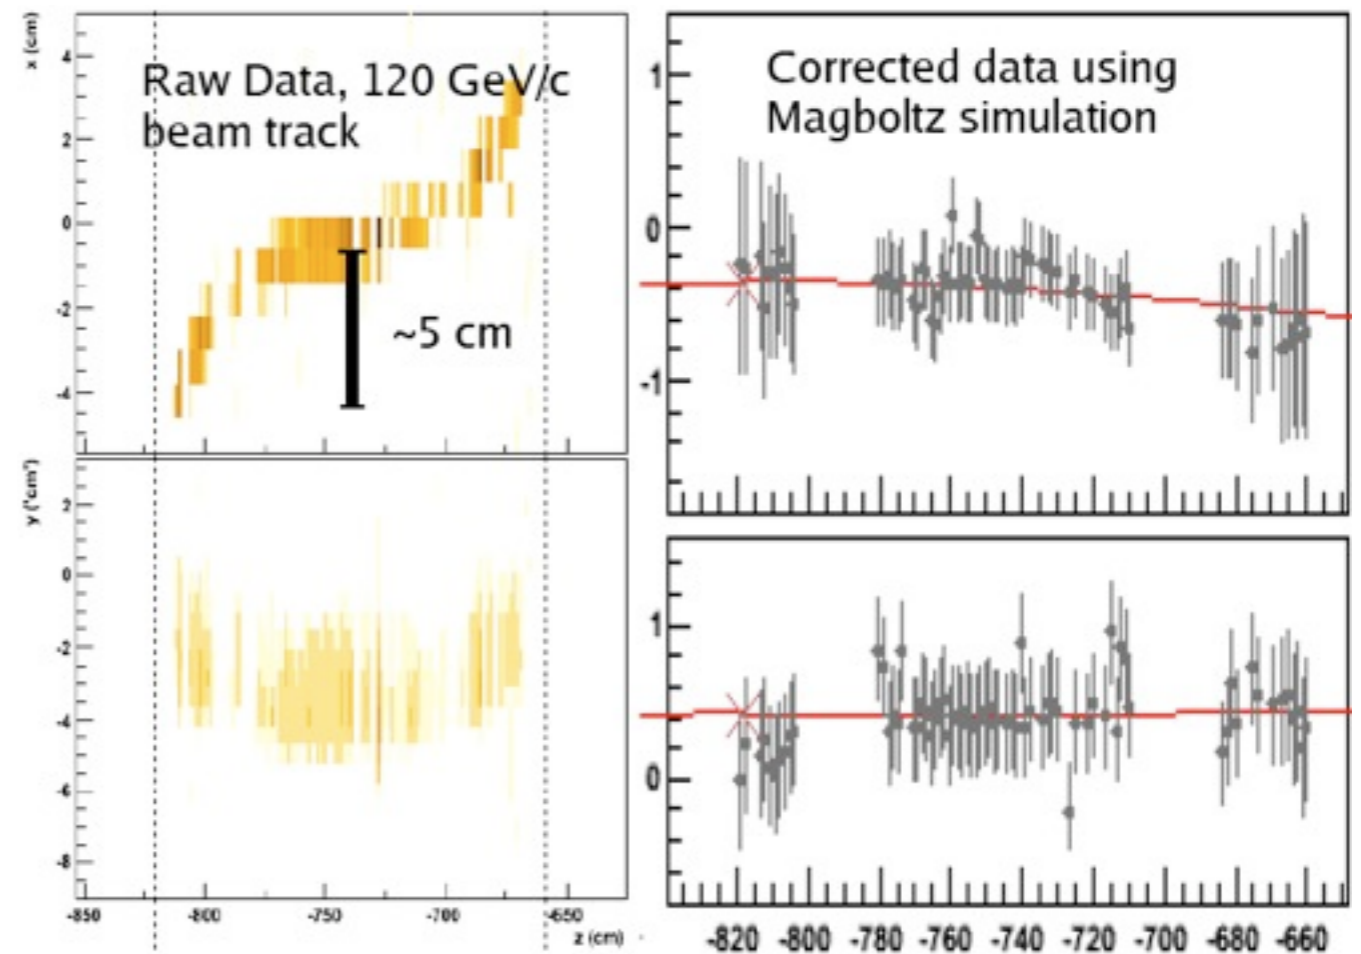 x (cm)
4
2
0
-2
-4
Raw Data, 120 GeV/c
beam track
~5 cm
y (cm)
2
0
-2
-4
-6
-8
-850 -800 -750 -700 -650
z (cm)
Corrected data using
Magboltz simulation
1
0
-1
1
0
-820 -800 -780 -760 -740 -720 -700 -680 -660